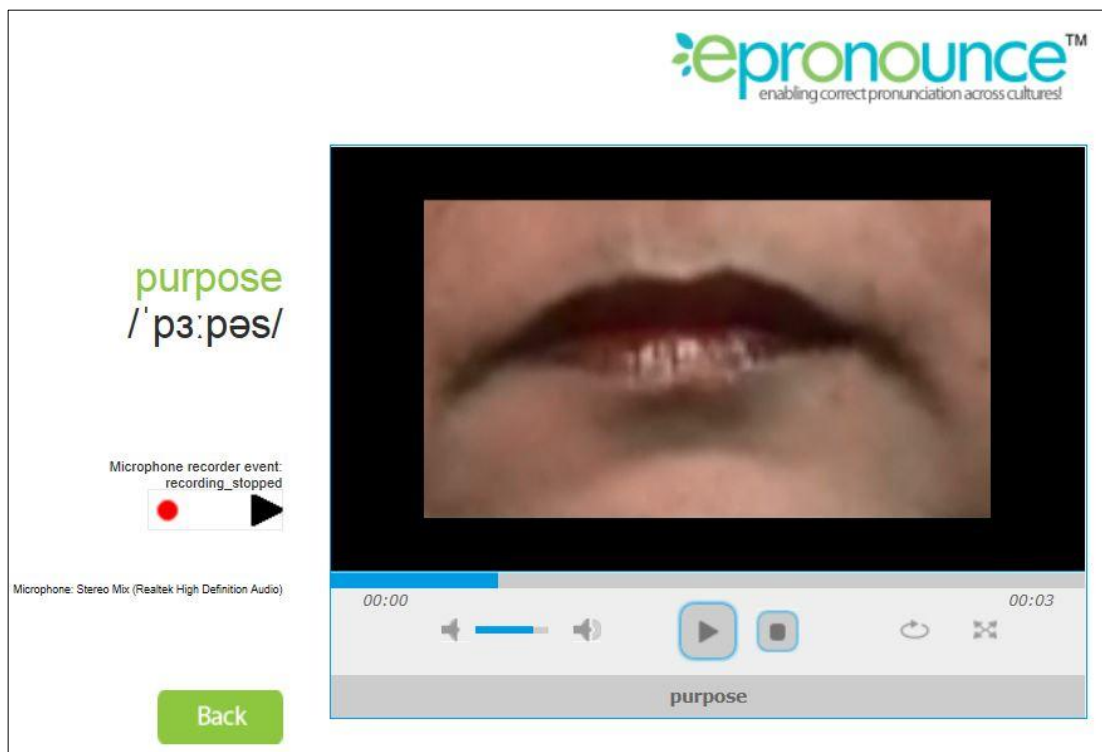 epronounce™
enabling correct pronunciation across cultures!
purpose
/ˈpɜːpəs/
Microphone recorder event:
recording_stopped
Microphone: Stereo Mix (Realtek High Definition Audio)
00:00
00:03
purpose
Back